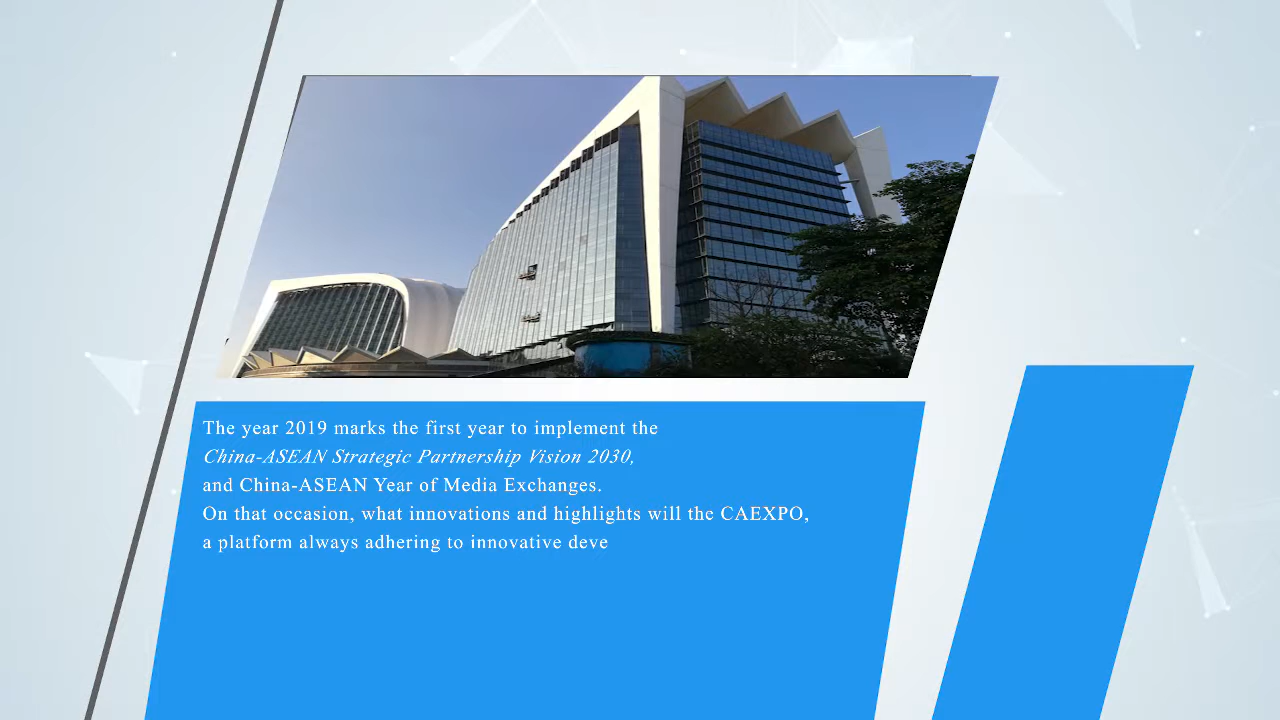 The year 2019 marks the first year to implement the
China-ASEAN Strategic Partnership Vision 2030,
and China-ASEAN Year of Media Exchanges.
On that occasion, what innovations and highlights will the CAEXPO,
a platform always adhering to innovative deve